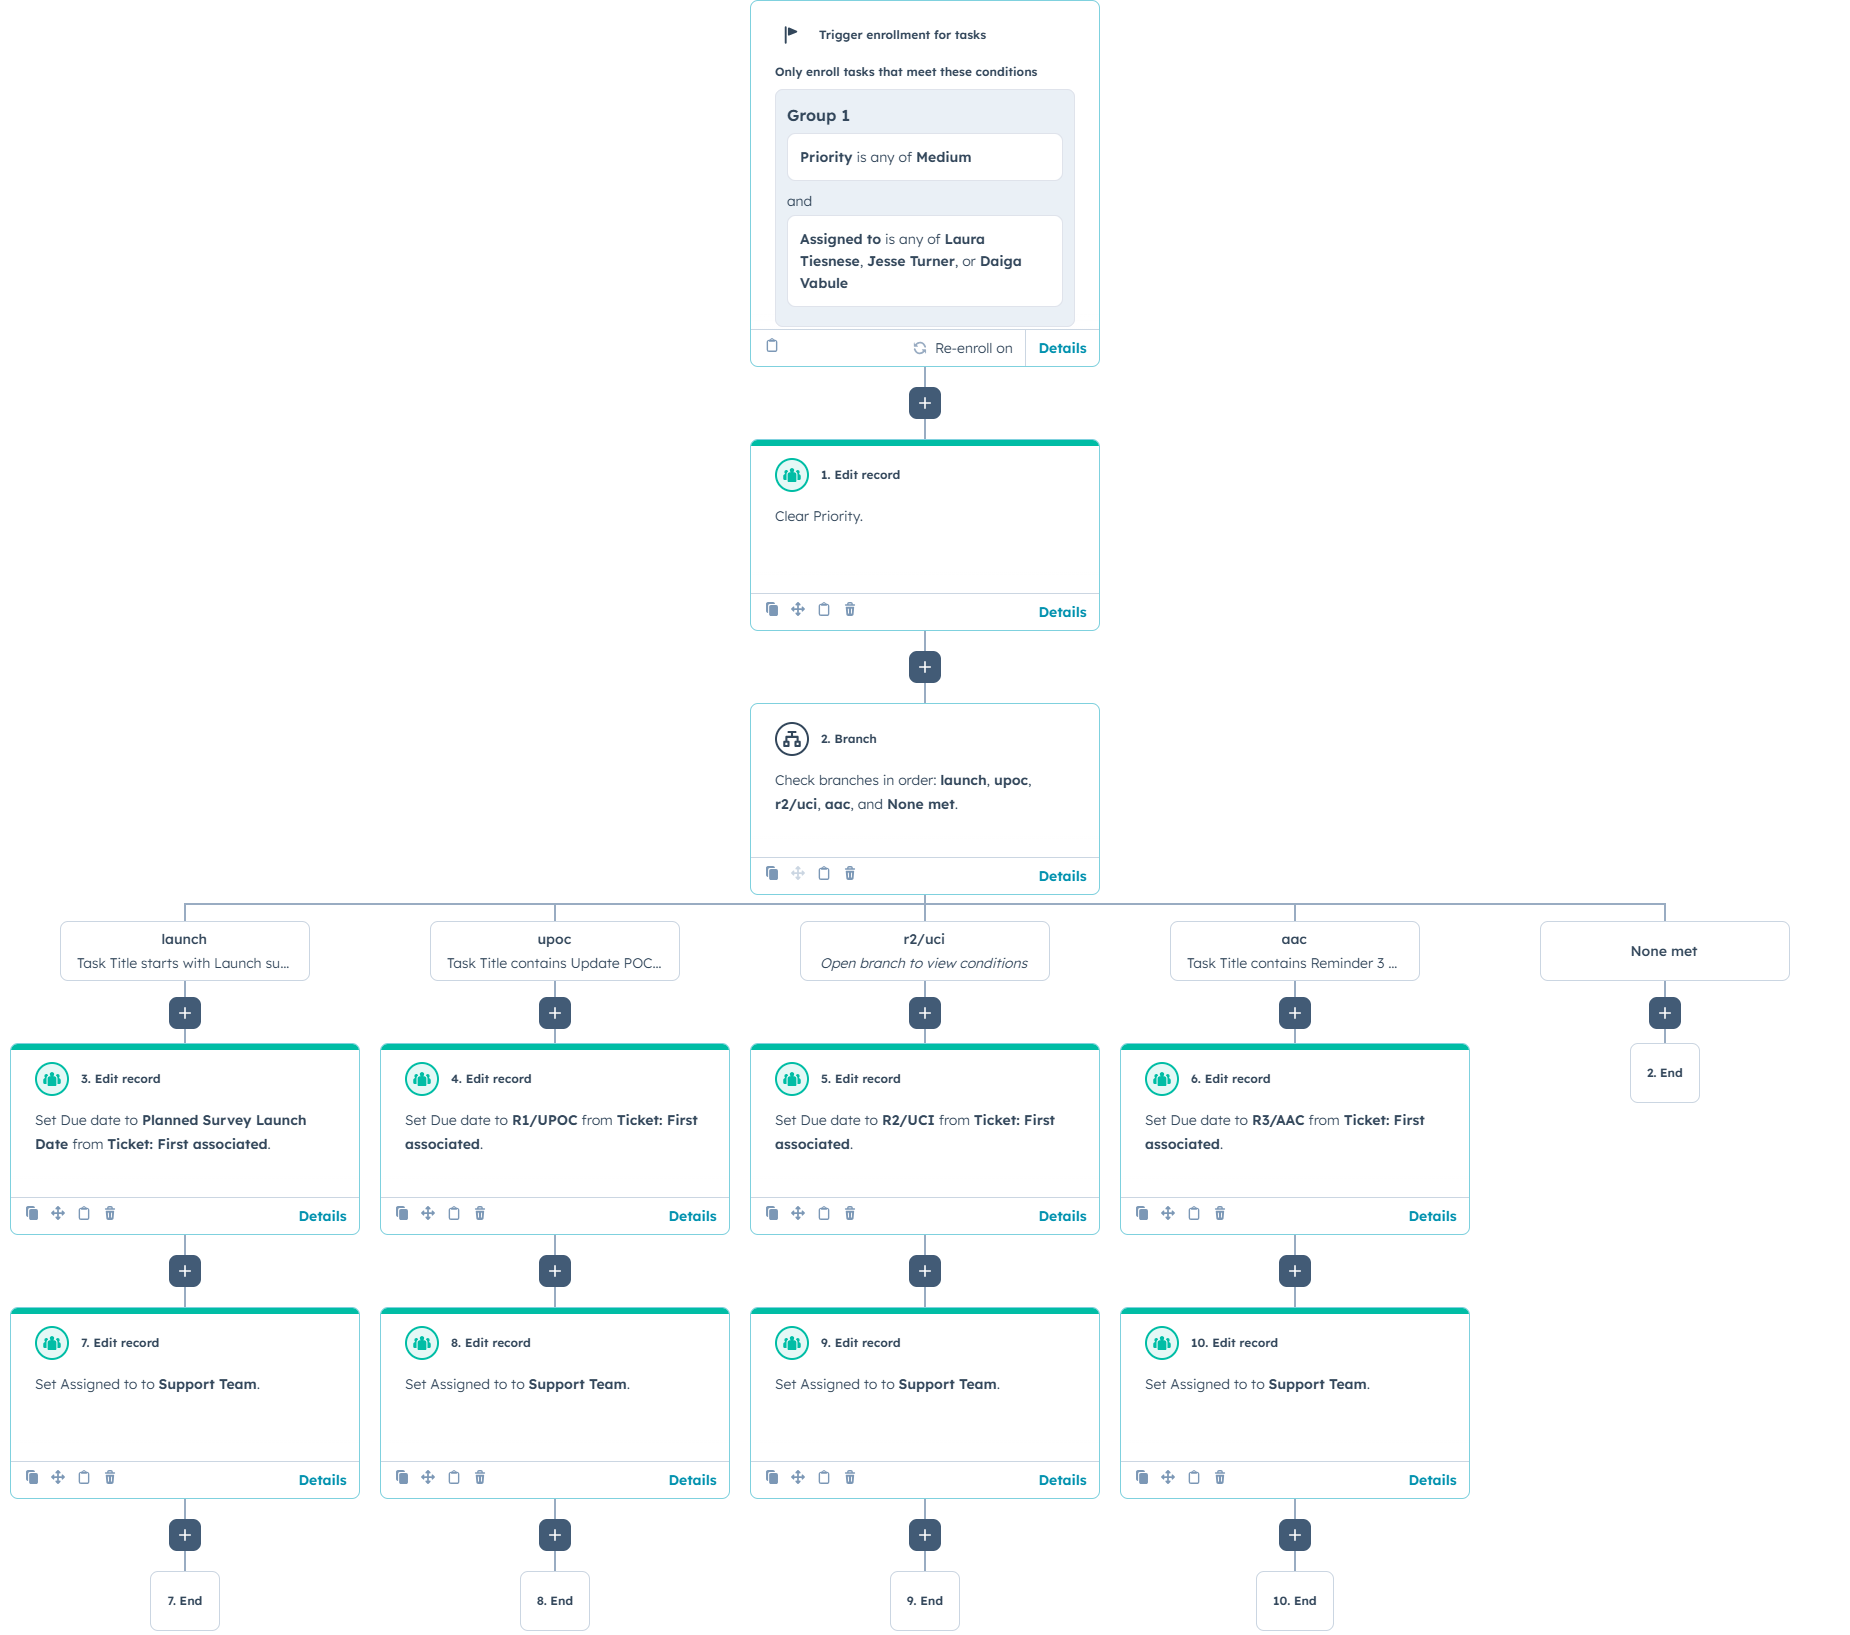 Trigger enrollment for tasks
Only enroll tasks that meet these conditions
Group 1
Priority is any of Medium
and
Assigned to is any of Laura
Tiesnese, Jesse Turner, or Daiga
Vabule
Re-enroll on
Details
1. Edit record
Clear Priority.
Details
2. Branch
Check branches in order: launch, upoc,
r2/uci, aac, and None met.
Details
launch
Task Title starts with Launch su...
upoc
Task Title contains Update POC...
r2/uci
Open branch to view conditions
aac
Task Title contains Reminder 3 ...
None met
3. Edit record
Set Due date to Planned Survey Launch
Date from Ticket: First associated.
Details
4. Edit record
Set Due date to R1/UPOC from Ticket: First
associated.
Details
5. Edit record
Set Due date to R2/UCI from Ticket: First
associated.
Details
6. Edit record
Set Due date to R3/AAC from Ticket: First
associated.
Details
2. End
7. Edit record
Set Assigned to to Support Team.
Details
8. Edit record
Set Assigned to to Support Team.
Details
9. Edit record
Set Assigned to to Support Team.
Details
10. Edit record
Set Assigned to to Support Team.
Details
7. End
8. End
9. End
10. End